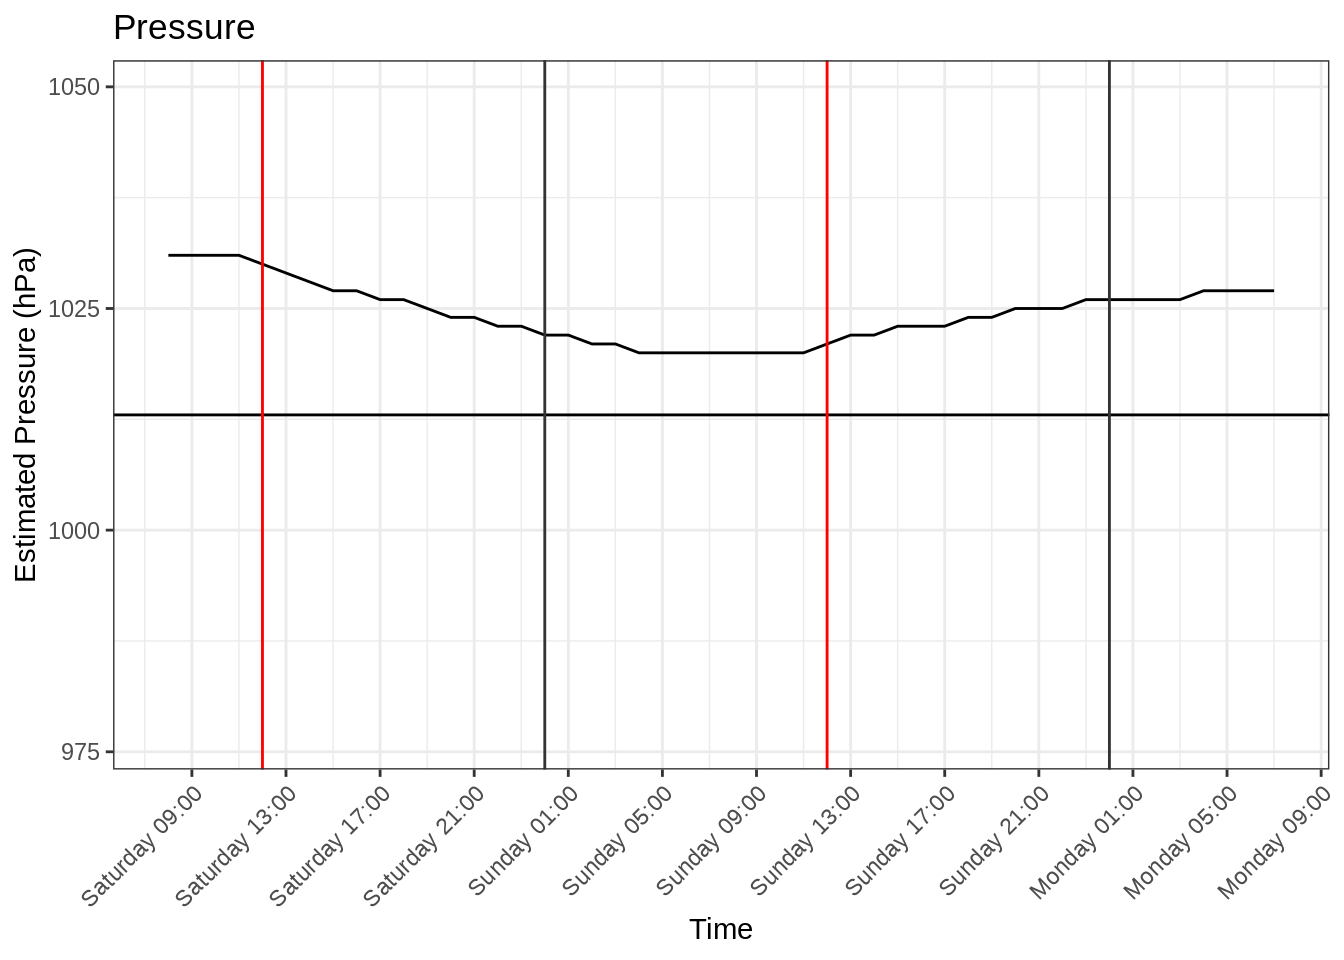 Pressure
1050
1025
1000
975
Estimated Pressure (hPa)
Saturday 09:00
Saturday 13:00
Saturday 17:00
Saturday 21:00
Sunday 01:00
Sunday 05:00
Sunday 09:00
Sunday 13:00
Sunday 17:00
Sunday 21:00
Monday 01:00
Monday 05:00
Monday 09:00
Time